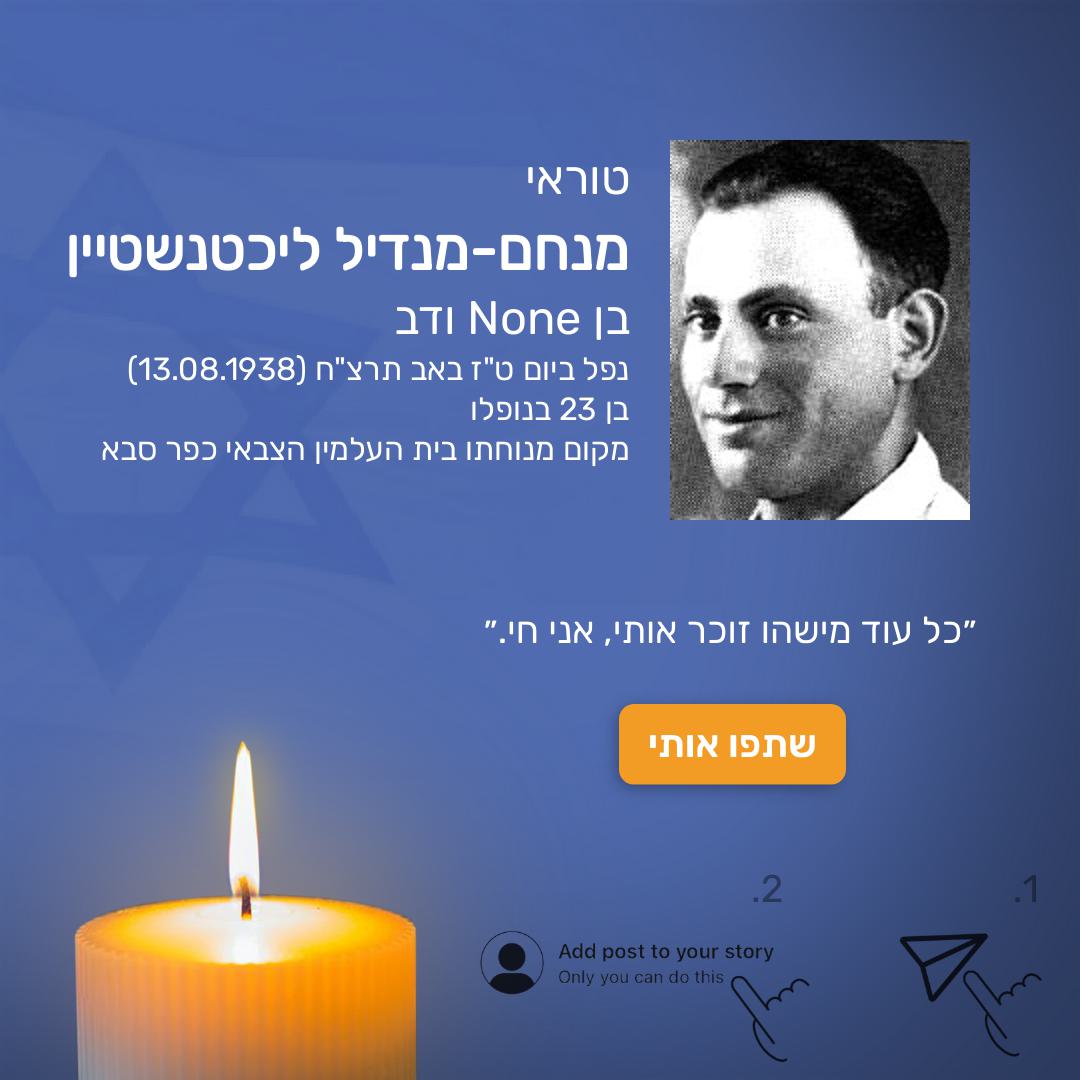 טוראי
מנחם-מנדיל ליכטנשטיין
בן None ודב
נפל ביום ט"ז באב תרצ"ח (13.08.1938)
בן 23 בנופלו
מקום מנוחתו בית העלמין הצבאי כפר סבא
״כל עוד מישהו זוכר אותי, אני חי.״
שתפו אותי
.1
.2
Add post to your story
Only you can do this